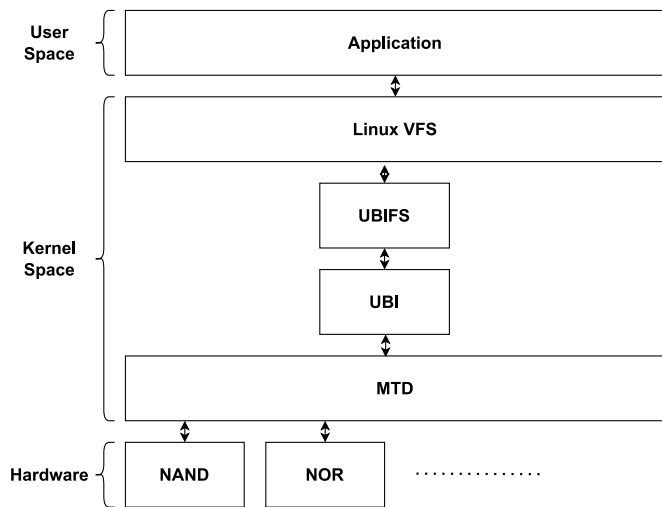 User
Space
Application
Linux VFS
UBIFS
Kernel
Space
UBI
MTD
Hardware
NAND
NOR